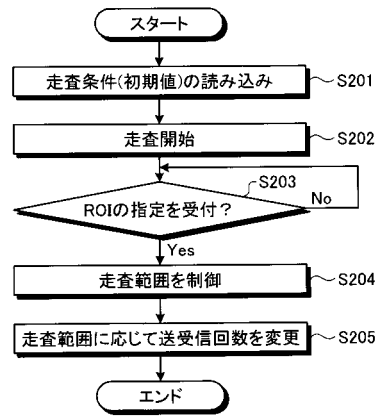 スタート
走査条件(初期値)の読み込み
S201
走査開始
S202
S203
ROIの指定を受付？
No
Yes
走査範囲を制御
S204
走査範囲に応じて送受信回数を変更
S205
エンド